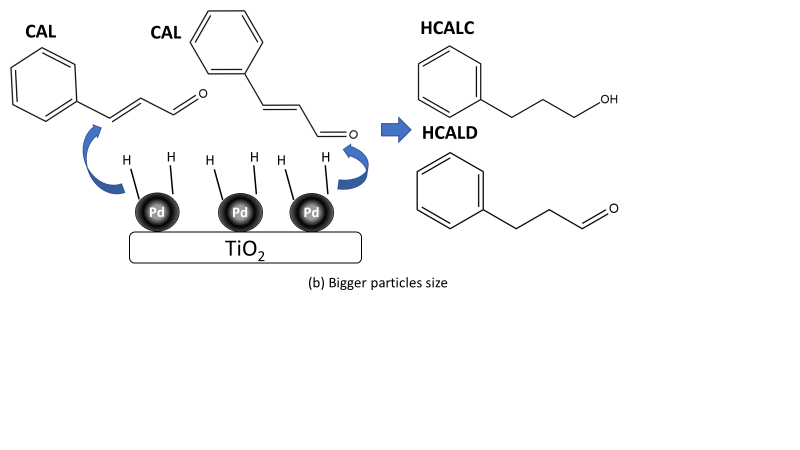 CAL
CAL
O
O
H
H
H
H
H
H
Pd
Pd
Pd
TiO₂
HCALC
OH
HCALD
O
(b) Bigger particles size